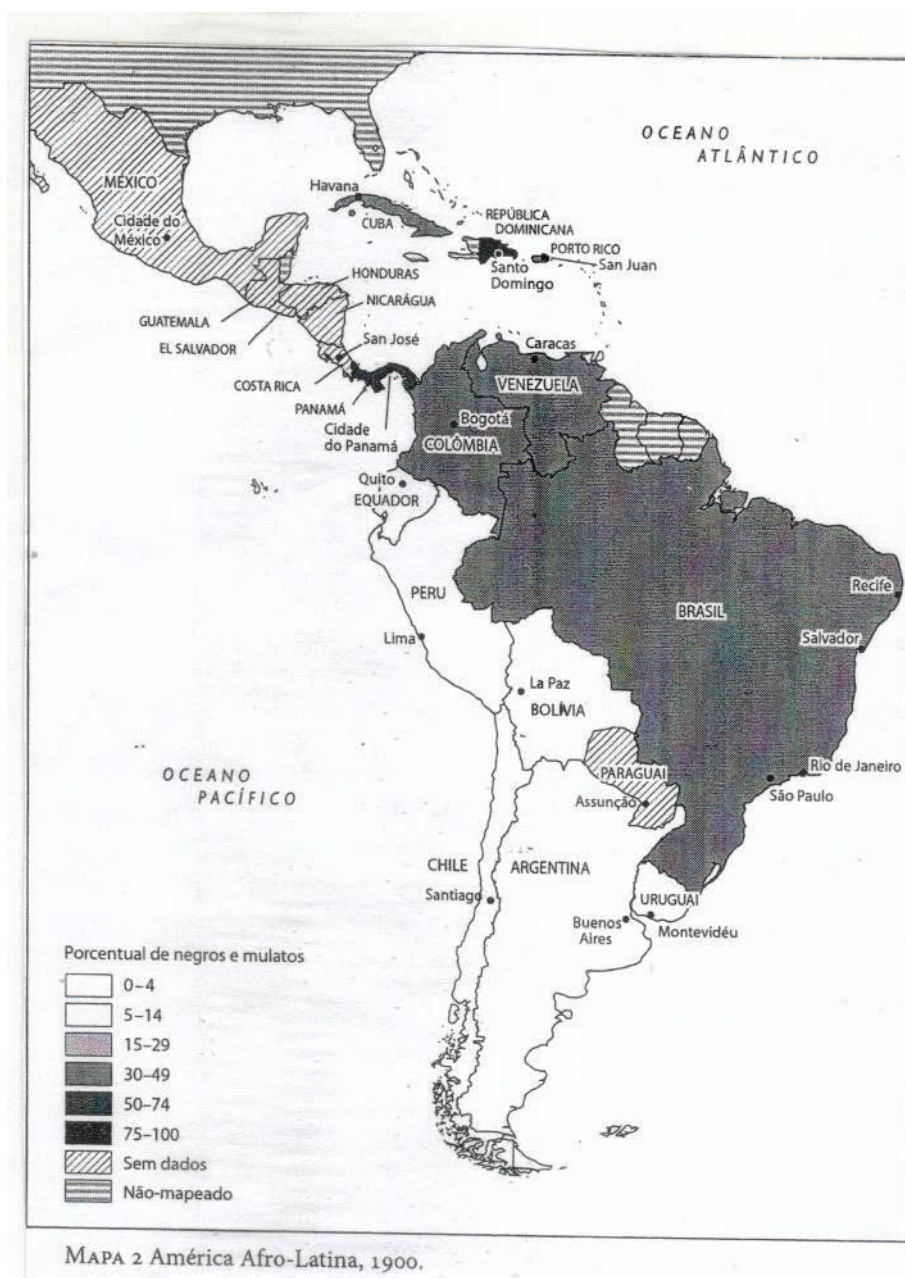 OCEANO
ATLÂNTICO
MÉXICO
Cidade do
México
Havana
CUBA
REPÚBLICA
DOMINICANA
PORTO RICO
San Juan
Santo
Domingo
HONDURAS
NICARÁGUA
GUATEMALA
EL SALVADOR
San José
COSTA RICA
PANAMÁ
Cidade
do Panamá
Caracas
VENEZUELA
Bogotá
COLÔMBIA
Quito
EQUADOR
PERU
Lima
BRASIL
Recife
Salvador
La Paz
BOLÍVIA
OCEANO
PACÍFICO
PARAGUAI
Assunção
Rio de Janeiro
São Paulo
CHILE
ARGENTINA
Santiago
URUGUAI
Buenos
Aires
Montevidéu
Porcentual de negros e mulatos
0–4
5–14
15–29
30–49
50–74
75–100
Sem dados
Não-mapeado
MAPA 2 América Afro-Latina, 1900.